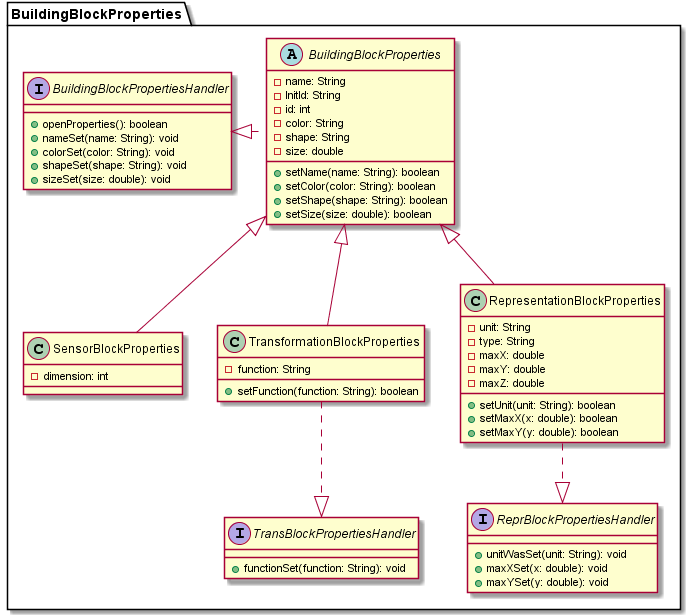 BuildingBlockProperties
A BuildingBlockProperties
name: String
InitId: String
id: int
color: String
shape: String
size: double
setName(name: String): boolean
setColor(color: String): boolean
setShape(shape: String): boolean
setSize(size: double): boolean
I BuildingBlockPropertiesHandler
openProperties(): boolean
nameSet(name: String): void
colorSet(color: String): void
shapeSet(shape: String): void
sizeSet(size: double): void
C SensorBlockProperties
dimension: int
C TransformationBlockProperties
function: String
setFunction(function: String): boolean
C RepresentationBlockProperties
unit: String
type: String
maxX: double
maxY: double
maxZ: double
setUnit(unit: String): boolean
setMaxX(x: double): boolean
setMaxY(y: double): boolean
I TransBlockPropertiesHandler
functionSet(function: String): void
I ReprBlockPropertiesHandler
unitWasSet(unit: String): void
maxXSet(x: double): void
maxYSet(y: double): void